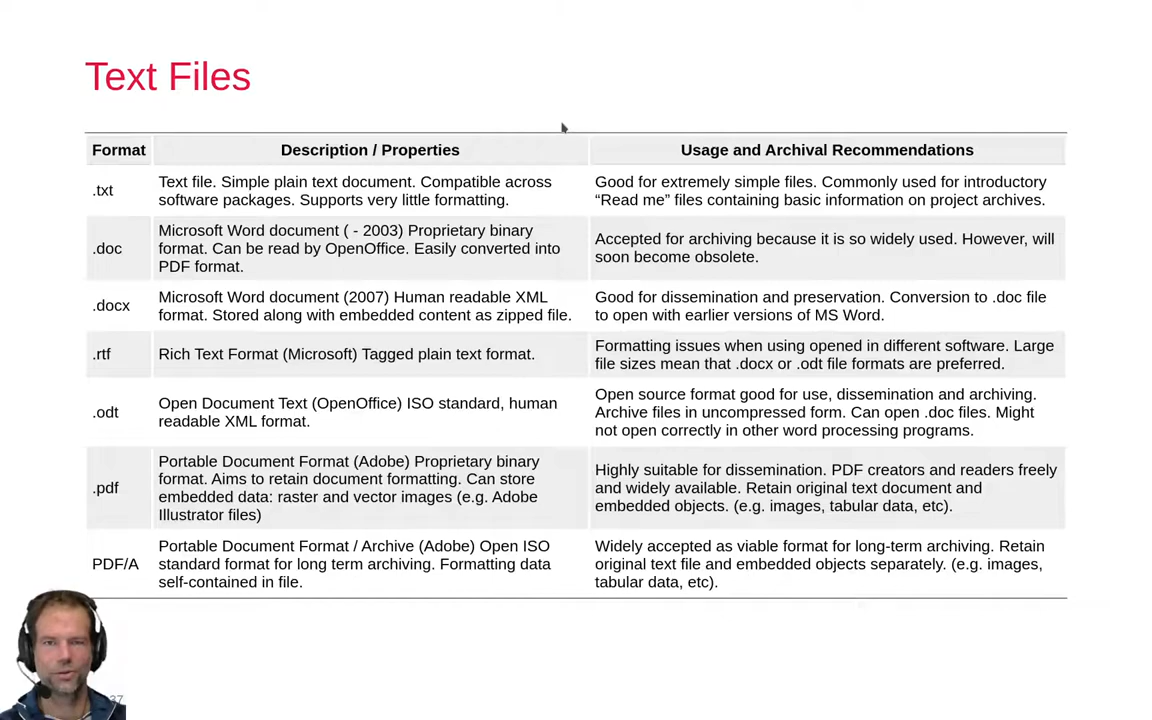 Text Files
Format
Description / Properties
Usage and Archival Recommendations
.txt
Text file. Simple plain text document. Compatible across
software packages. Supports very little formatting.
Good for extremely simple files. Commonly used for introductory
“Read me” files containing basic information on project archives.
.doc
Microsoft Word document ( - 2003) Proprietary binary
format. Can be read by OpenOffice. Easily converted into
PDF format.
Accepted for archiving because it is so widely used. However, will
soon become obsolete.
.docx
Microsoft Word document (2007) Human readable XML
format. Stored along with embedded content as zipped file.
Good for dissemination and preservation. Conversion to .doc file
to open with earlier versions of MS Word.
.rtf
Rich Text Format (Microsoft) Tagged plain text format.
Formatting issues when using opened in different software. Large
file sizes mean that .docx or .odt file formats are preferred.
.odt
Open Document Text (OpenOffice) ISO standard, human
readable XML format.
Open source format good for use, dissemination and archiving.
Archive files in uncompressed form. Can open .doc files. Might
not open correctly in other word processing programs.
.pdf
Portable Document Format (Adobe) Proprietary binary
format. Aims to retain document formatting. Can store
embedded data: raster and vector images (e.g. Adobe
Illustrator files)
Highly suitable for dissemination. PDF creators and readers freely
and widely available. Retain original text document and
embedded objects. (e.g. images, tabular data, etc).
PDF/A
Portable Document Format / Archive (Adobe) Open ISO
standard format for long term archiving. Formatting data
self-contained in file.
Widely accepted as viable format for long-term archiving. Retain
original text file and embedded objects separately. (e.g. images,
tabular data, etc).
37